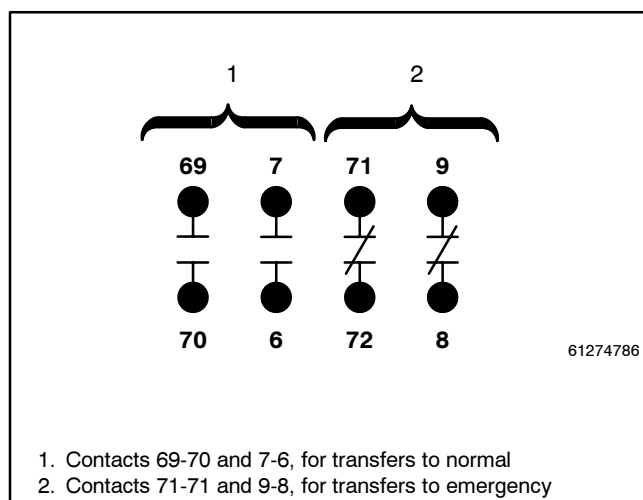 1 2
69 7 71 9
70 6 72 8
61274786
1. Contacts 69-70 and 7-6, for transfers to normal
2. Contacts 71-71 and 9-8, for transfers to emergency